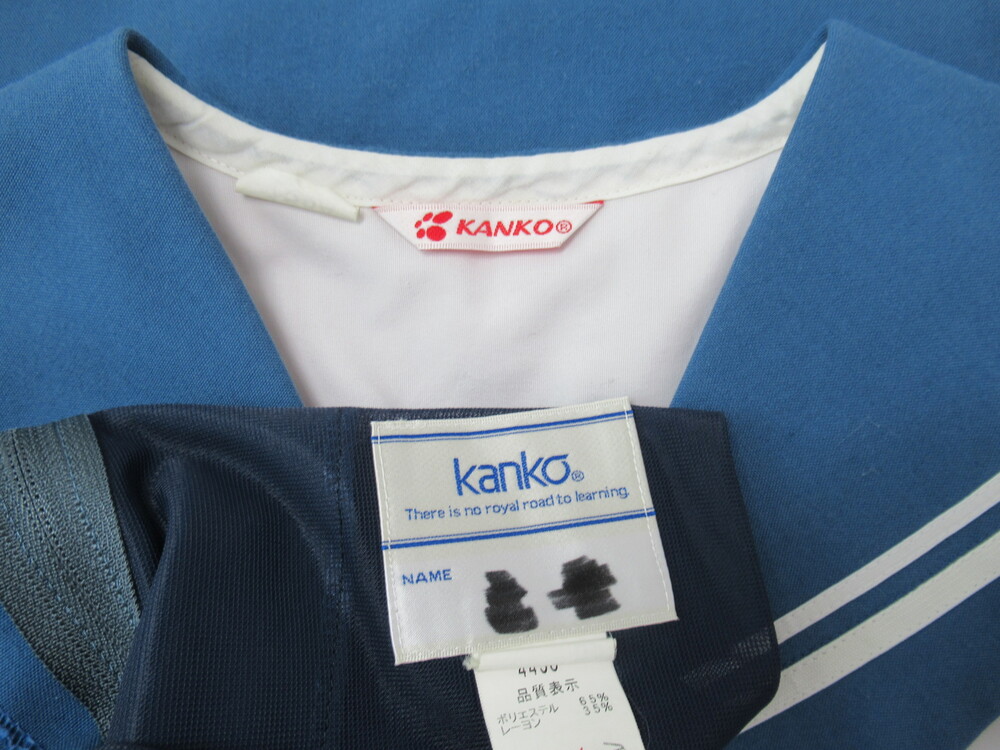 KANKO®
kanko®
There is no royal road to learning.
NAME
品質表示
ポリエステル 65%
レーヨン 35%